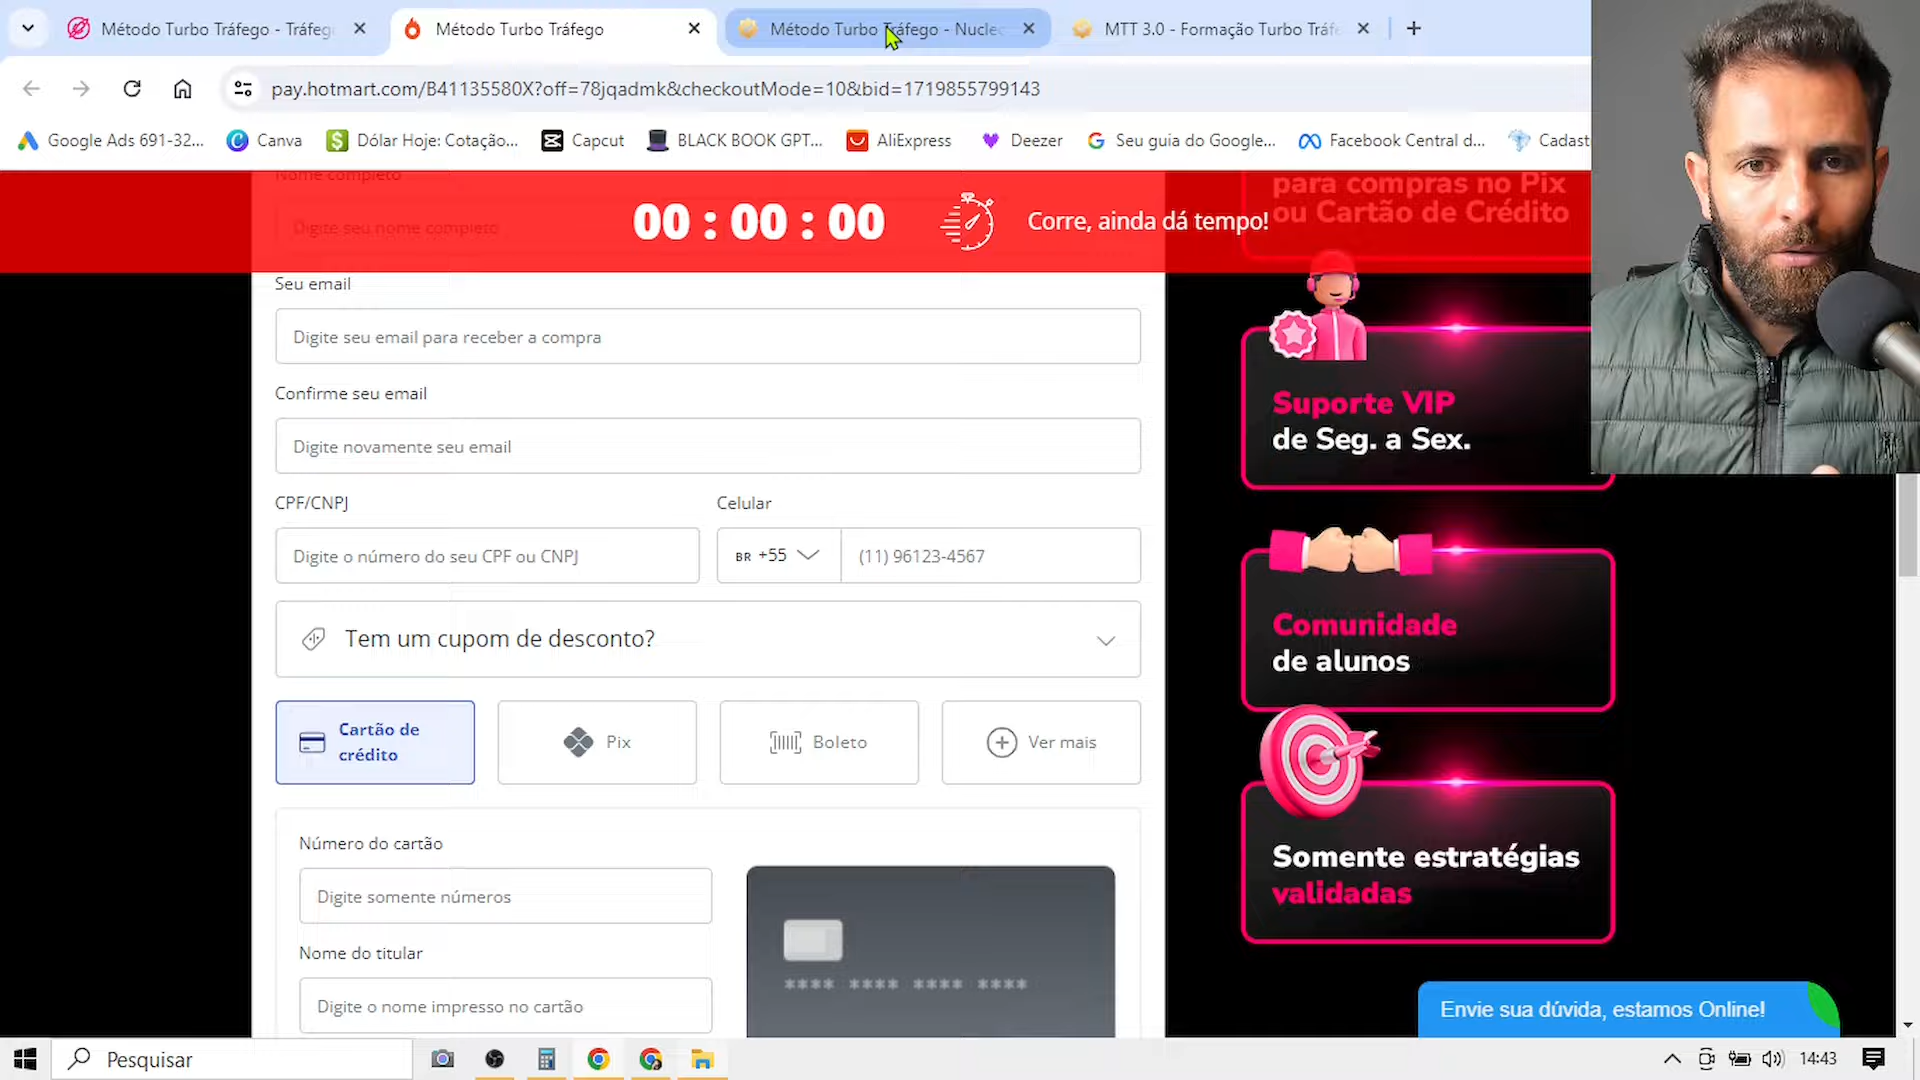 Método Turbo Tráfego - Tráfeg
Método Turbo Tráfego
Método Turbo Tráfego - Nuclec
MTT 3.0 - Formação Turbo Tráf
pay.hotmart.com/B41135580X?off=78jqadmk&checkoutMode=10&bid=1719855799143
Google Ads 691-32...
Canva
Dólar Hoje: Cotação...
Capcut
BLACK BOOK GPT...
AliExpress
Deezer
Seu guia do Google...
Facebook Central d...
Cadast
Nome completo
Digite seu nome completo
00 : 00 : 00
Corre, ainda dá tempo!
para compras no Pix
ou Cartão de Crédito
Seu email
Digite seu email para receber a compra
Confirme seu email
Digite novamente seu email
CPF/CNPJ
Celular
Digite o número do seu CPF ou CNPJ
BR +55
(11) 96123-4567
Tem um cupom de desconto?
Cartão de
crédito
Pix
Boleto
Ver mais
Número do cartão
Digite somente números
Nome do titular
Digite o nome impresso no cartão
**** **** **** ****
Suporte VIP
de Seg. a Sex.
Comunidade
de alunos
Somente estratégias
validadas
Envie sua dúvida, estamos Online!
Pesquisar
14:43